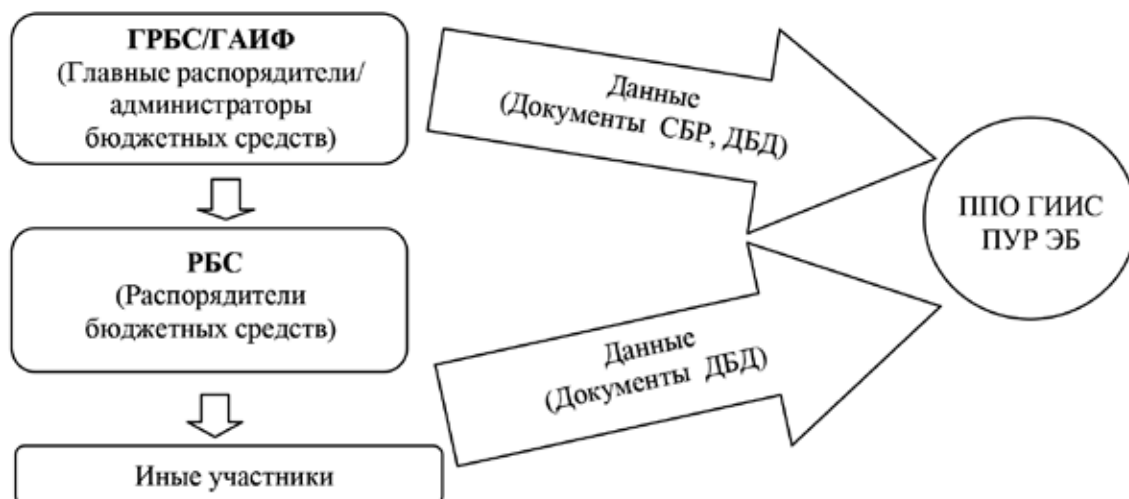 ГРБС/ГАИФ
(Главные распорядители/
администраторы
бюджетных средств)
Данные
(Документы СБР, ДБД)
ППО ГИИС
ПУР ЭБ
РБС
(Распорядители
бюджетных средств)
Данные
(Документы ДБД)
Иные участники